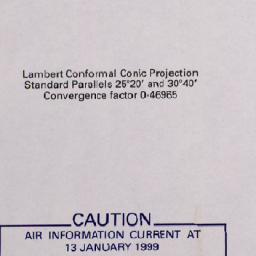 Lambert Conformal Conic Projection
Standard Parallels 25°20' and 30°40'
Convergence factor 0·46965
CAUTION
AIR INFORMATION CURRENT AT
13 JANUARY 1999